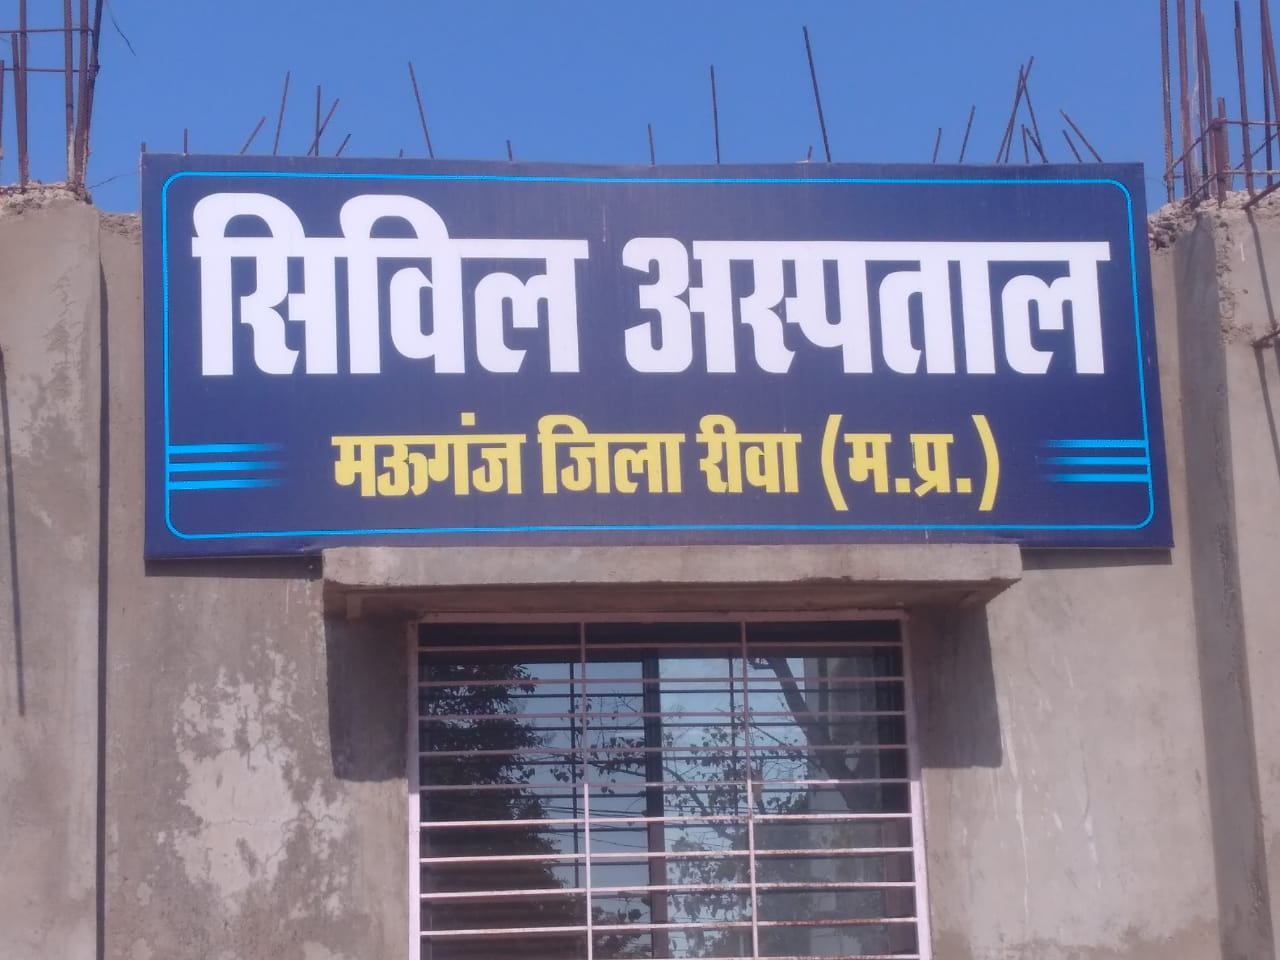 सिविल अस्पताल
मऊगंज जिला रीवा (म.प्र.)